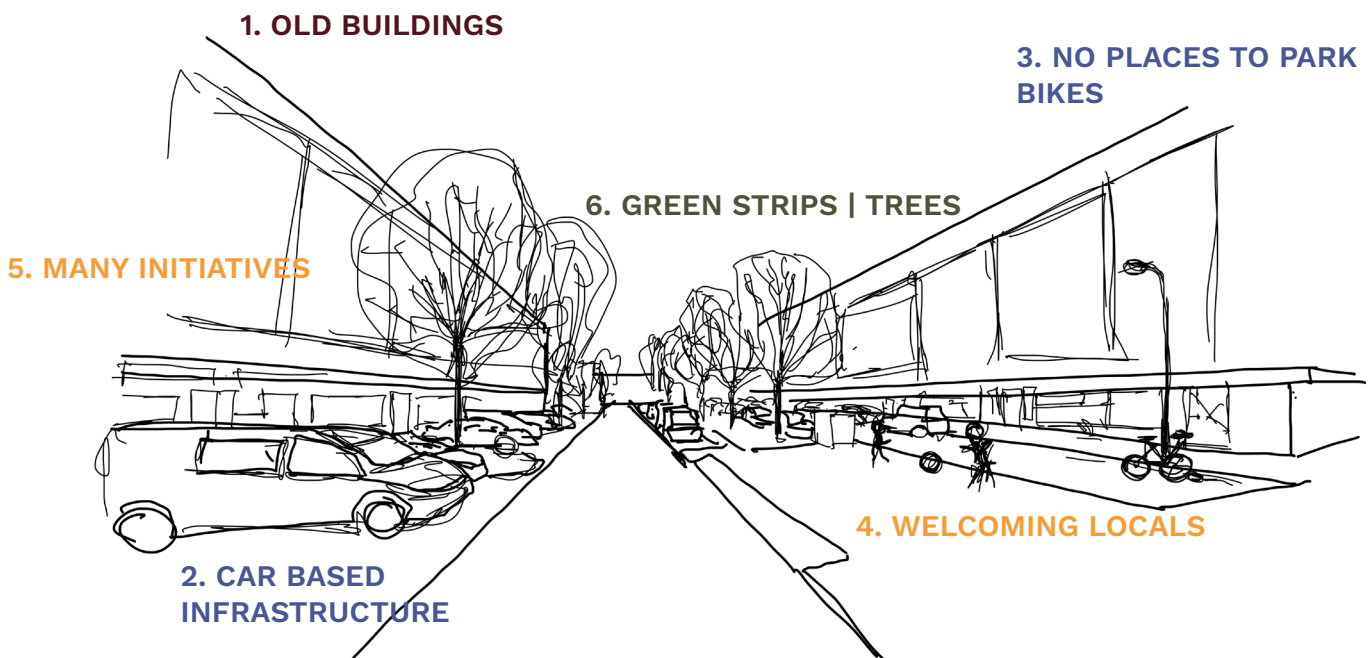 1. OLD BUILDINGS
3. NO PLACES TO PARK
BIKES
6. GREEN STRIPS | TREES
5. MANY INITIATIVES
4. WELCOMING LOCALS
2. CAR BASED
INFRASTRUCTURE